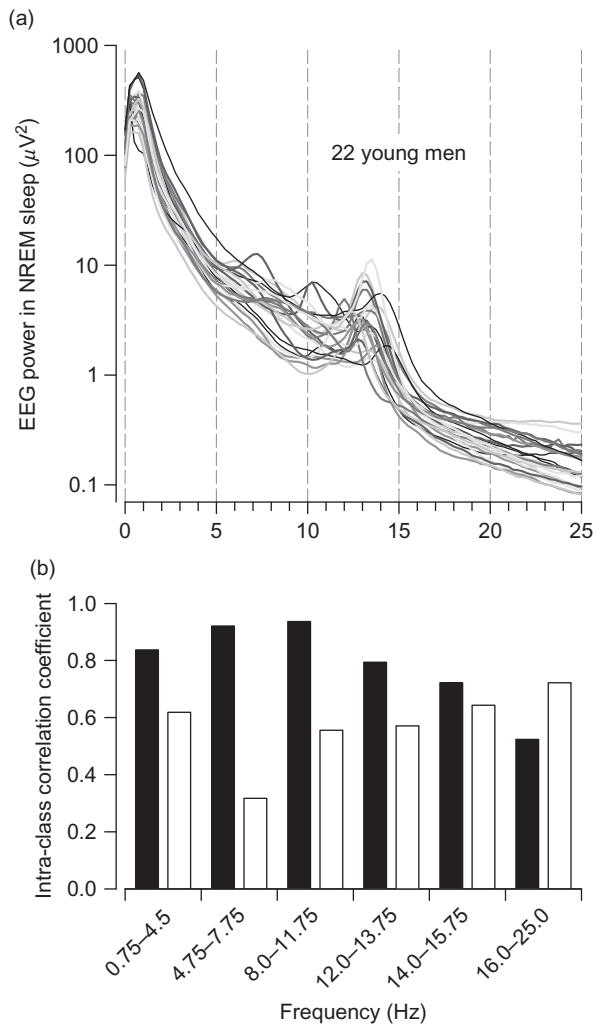 (a)
1000
100
10
1
0.1
EEG power in NREM sleep (μV²)
22 young men
0 5 10 15 20 25
(b)
1.0
0.8
0.6
0.4
0.2
0.0
Intra-class correlation coefficient
0.75–4.5
4.75–7.75
8.0–11.75
12.0–13.75
14.0–15.75
16.0–25.0
Frequency (Hz)